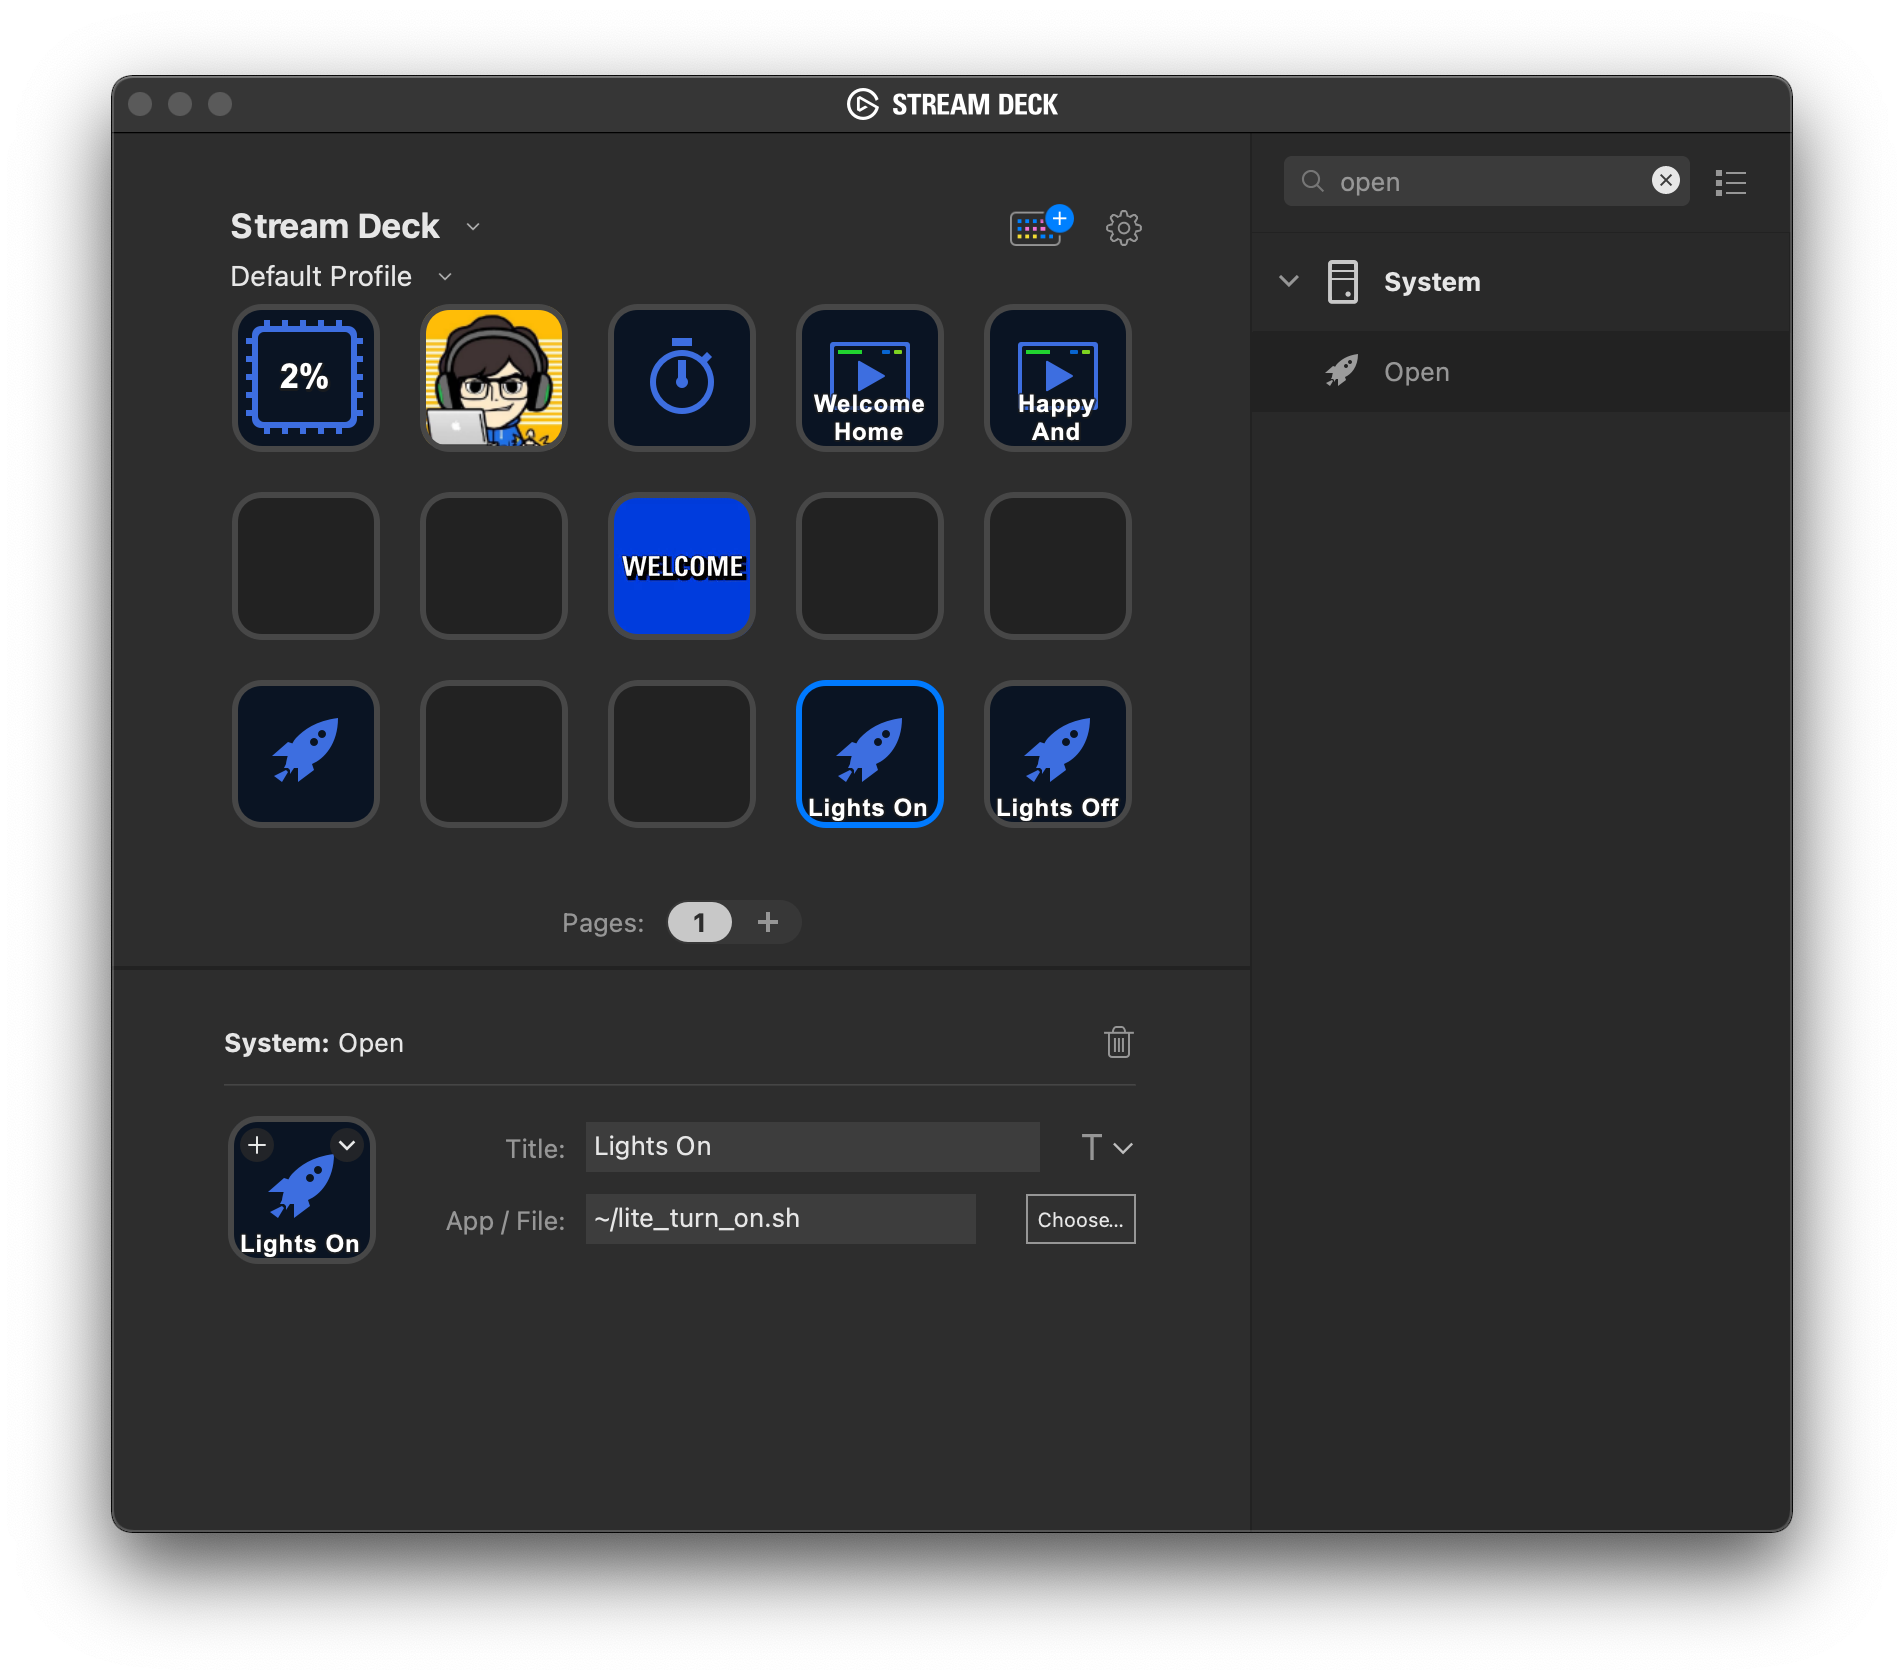 STREAM DECK
Stream Deck
Default Profile
2%
Welcome
Home
Happy
And
WELCOME
Lights On
Lights Off
Pages: 1 +
System: Open
Lights On
Title: Lights On
T
App / File: ~/lite_turn_on.sh
Choose...
open
System
Open